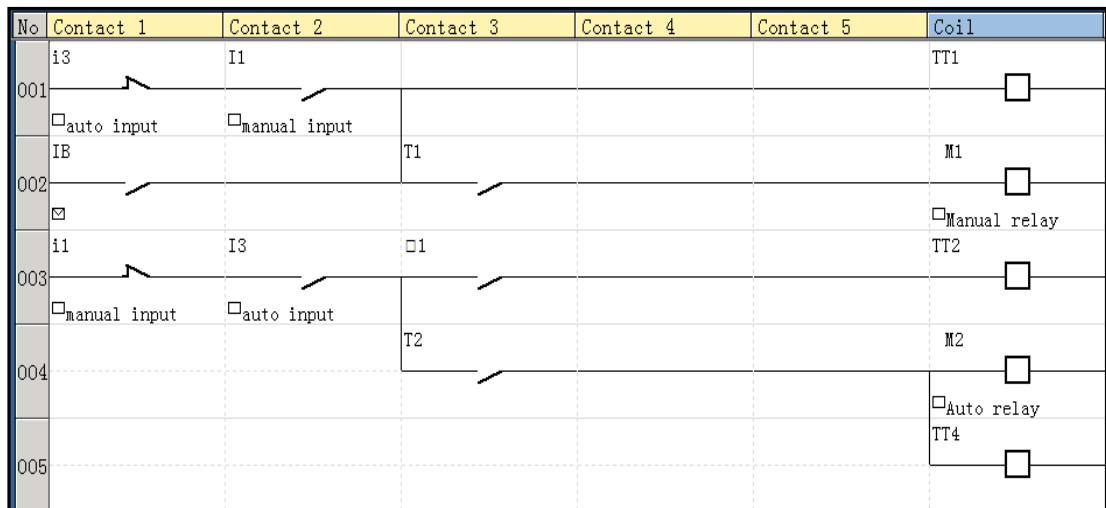 No Contact 1 Contact 2 Contact 3 Contact 4 Contact 5 Coil
i3 I1 TT1
001
□auto input □manual input
IB T1 M1
002
□Manual relay
i1 I3 □1 TT2
003
□manual input □auto input
T2 M2
004
□Auto relay
TT4
005